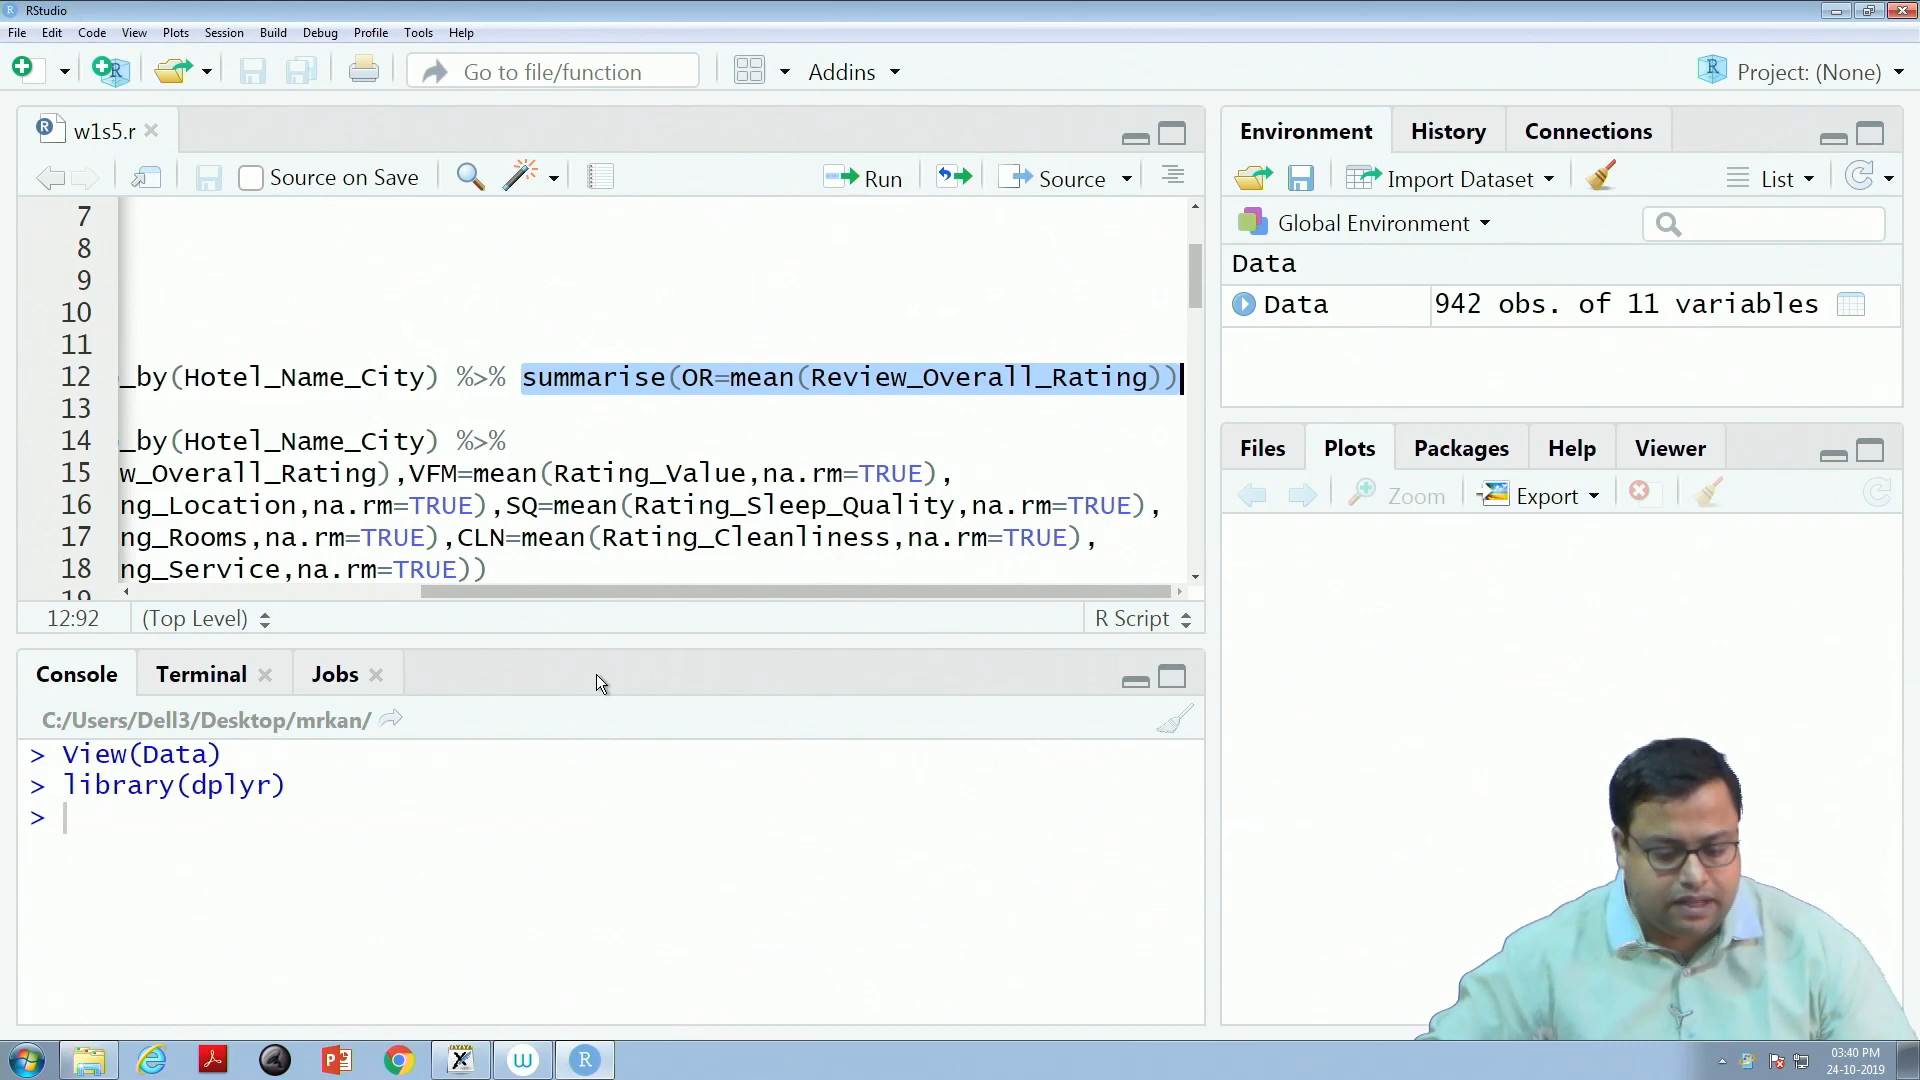 RStudio
File Edit Code View Plots Session Build Debug Profile Tools Help
Go to file/function Addins Project: (None)
w1s5.r
Source on Save Run Source
7
8
9
10
11
12 _by(Hotel_Name_City) %>% summarise(OR=mean(Review_Overall_Rating))
13
14 _by(Hotel_Name_City) %>%
15 w_Overall_Rating),VFM=mean(Rating_Value,na.rm=TRUE),
16 ng_Location,na.rm=TRUE),SQ=mean(Rating_Sleep_Quality,na.rm=TRUE),
17 ng_Rooms,na.rm=TRUE),CLN=mean(Rating_Cleanliness,na.rm=TRUE),
18 ng_Service,na.rm=TRUE))
19
12:92 (Top Level) R Script
Console Terminal Jobs
C:/Users/Dell3/Desktop/mrkan/
> View(Data)
> library(dplyr)
>
Environment History Connections
Import Dataset List
Global Environment
Data
Data 942 obs. of 11 variables
Files Plots Packages Help Viewer
Zoom Export
03:40 PM
24-10-2019